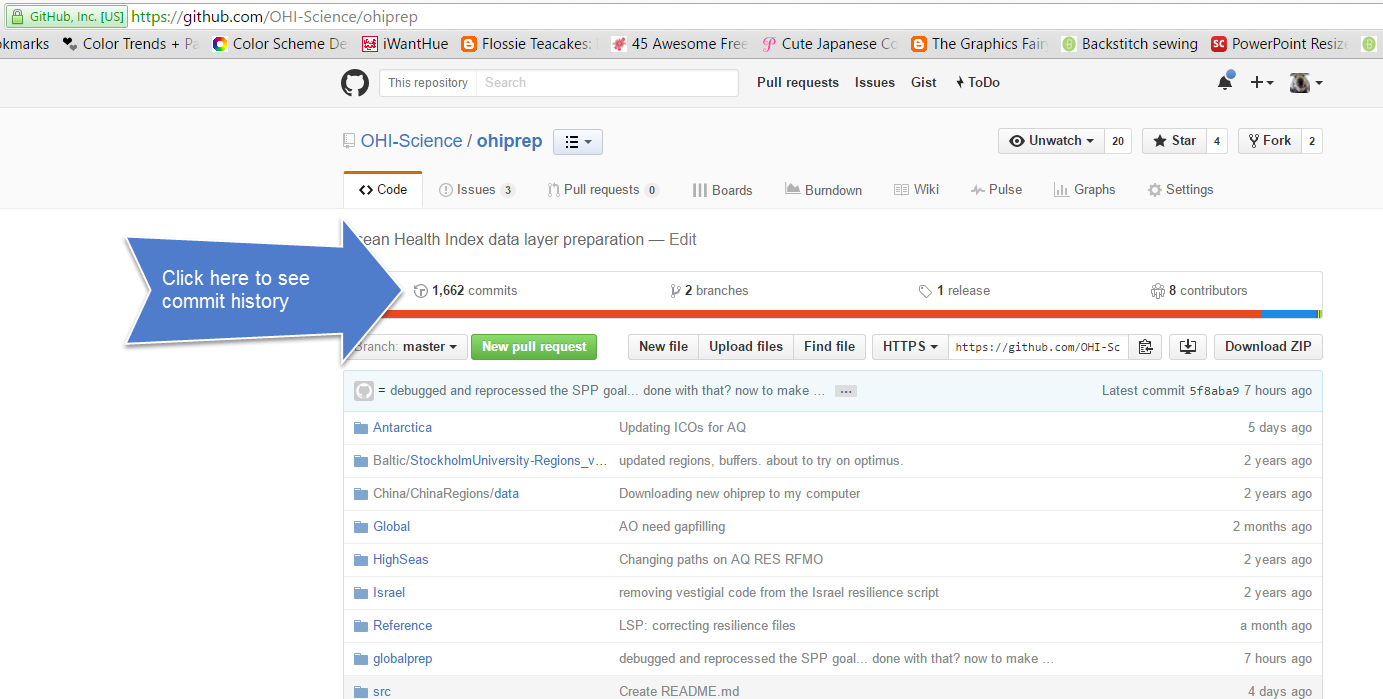 GitHub, Inc. [US] https://github.com/OHI-Science/ohiprep
okmarks Color Trends + Pa Color Scheme De iWantHue Flossie Teacakes: 45 Awesome Free Cute Japanese Co The Graphics Fair Backstitch sewing SC PowerPoint Resize
This repository Search Pull requests Issues Gist ToDo
OHI-Science / ohiprep Unwatch 20 Star 4 Fork 2
Code Issues 3 Pull requests 0 Boards Burndown Wiki Pulse Graphs Settings
ean Health Index data layer preparation — Edit
Click here to see
commit history
1,662 commits 2 branches 1 release 8 contributors
Branch: master New pull request New file Upload files Find file HTTPS https://github.com/OHI-Sc Download ZIP
= debugged and reprocessed the SPP goal... done with that? now to make … ... Latest commit 5f8aba9 7 hours ago
Antarctica Updating ICOs for AQ 5 days ago
Baltic/StockholmUniversity-Regions_v… updated regions, buffers. about to try on optimus. 2 years ago
China/ChinaRegions/data Downloading new ohiprep to my computer 2 years ago
Global AO need gapfilling 2 months ago
HighSeas Changing paths on AQ RES RFMO 2 years ago
Israel removing vestigial code from the Israel resilience script 2 years ago
Reference LSP: correcting resilience files a month ago
globalprep debugged and reprocessed the SPP goal... done with that? now to make … 7 hours ago
src Create README.md 4 days ago